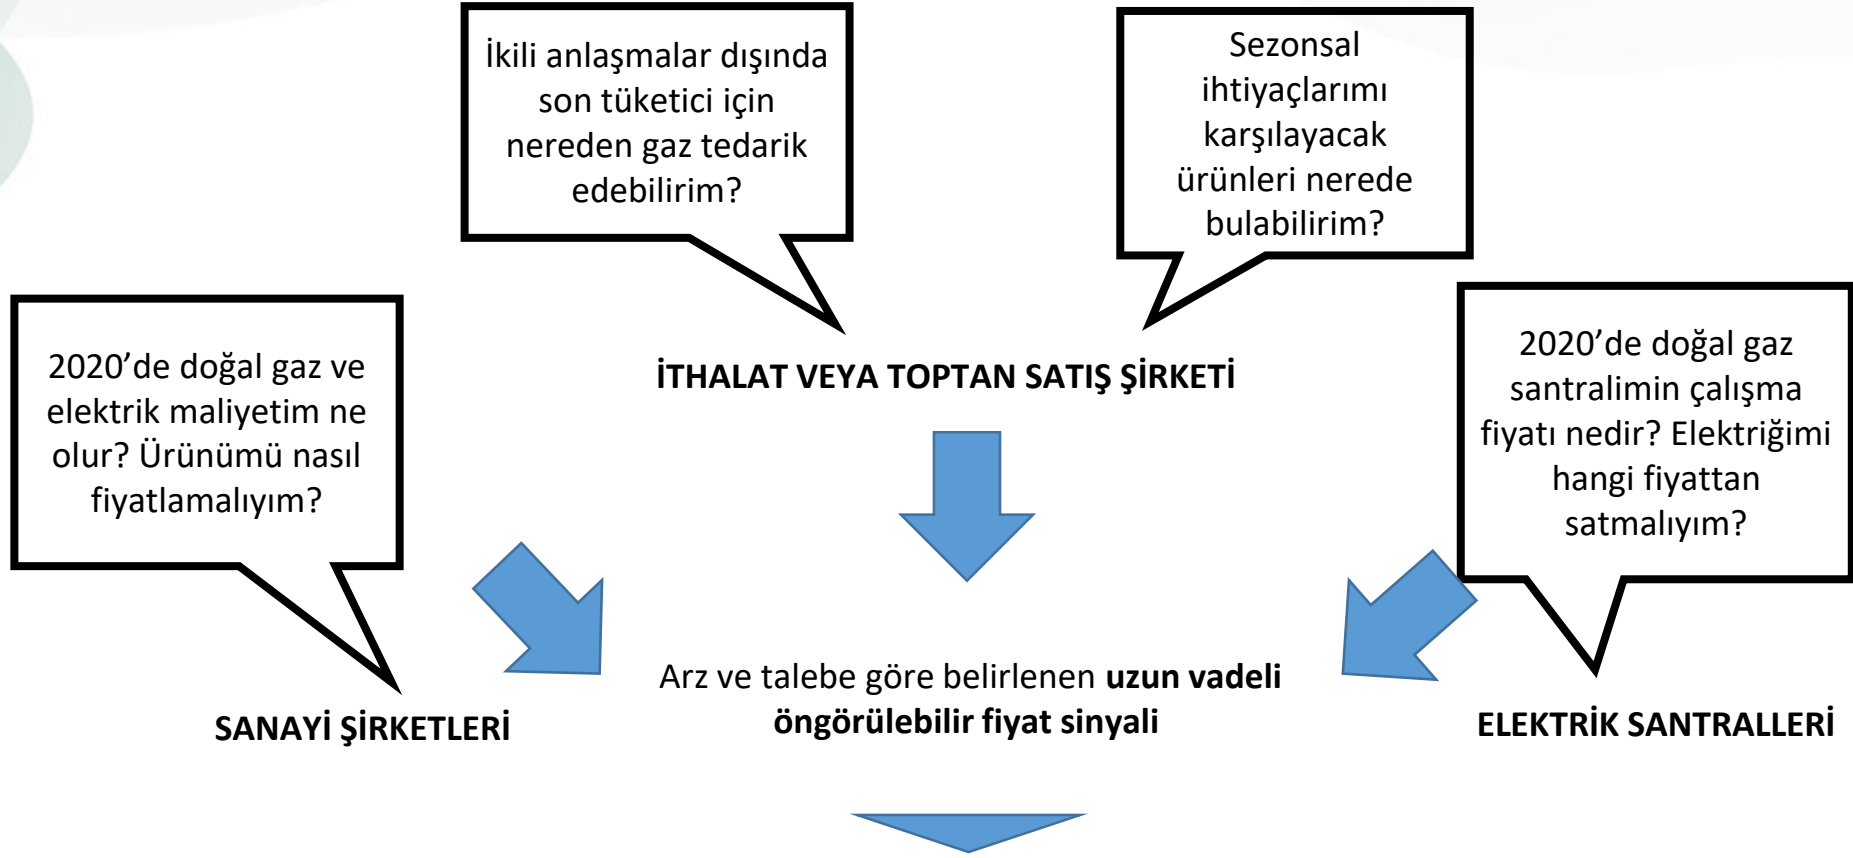 İkili anlaşmalar dışında
son tüketici için
nereden gaz tedarik
edebilirim?
Sezonsal
ihtiyaçlarımı
karşılayacak
ürünleri nerede
bulabilirim?
2020’de doğal gaz ve
elektrik maliyetim ne
olur? Ürünümü nasıl
fiyatlamalıyım?
İTHALAT VEYA TOPTAN SATIŞ ŞİRKETİ
2020’de doğal gaz
santralimin çalışma
fiyatı nedir? Elektriğimi
hangi fiyattan
satmalıyım?
Arz ve talebe göre belirlenen uzun vadeli
öngörülebilir fiyat sinyali
SANAYİ ŞİRKETLERİ
ELEKTRİK SANTRALLERİ